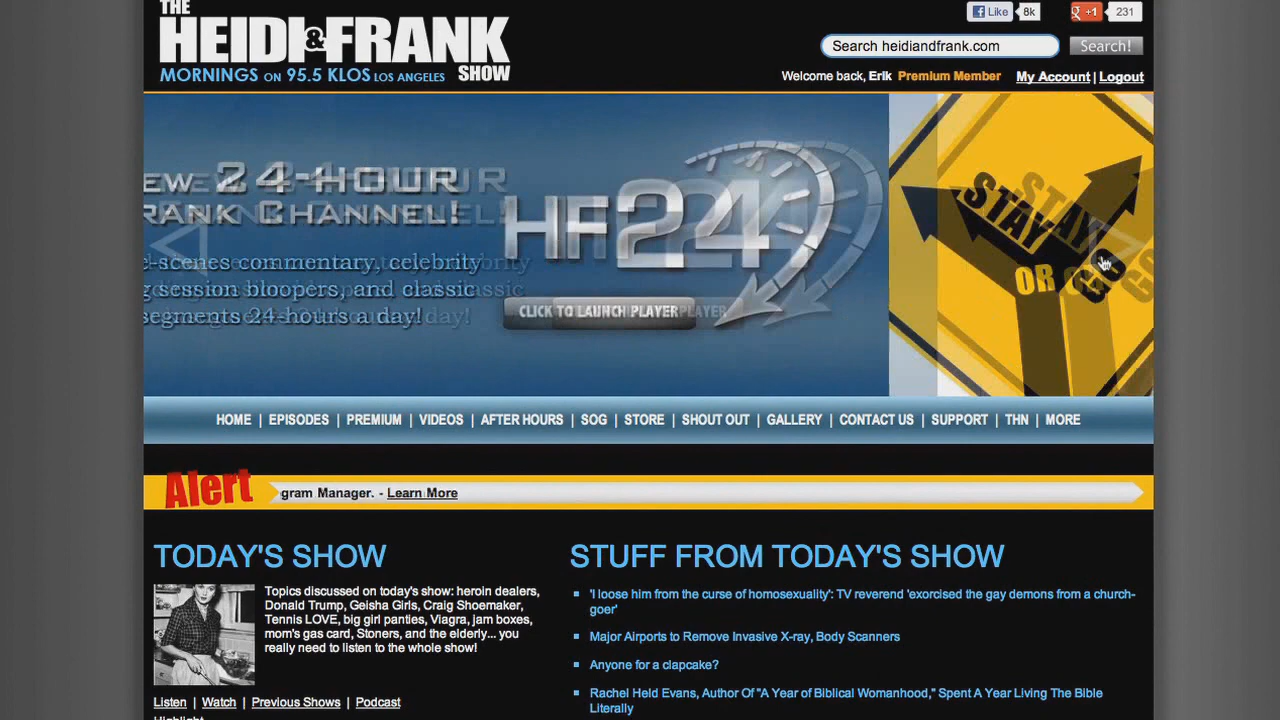 THE
HEIDI & FRANK
MORNINGS ON 95.5 KLOS LOS ANGELES SHOW
Like 8k +1 231
Search heidiandfrank.com Search!
Welcome back, Erik Premium Member My Account | Logout
EW 24-HOUR
RANK CHANNEL!
e-scenes commentary, celebrity
g session bloopers, and classic
segments 24-hours a day!
HF24
CLICK TO LAUNCH PLAYER
STAY
OR GO
HOME | EPISODES | PREMIUM | VIDEOS | AFTER HOURS | SOG | STORE | SHOUT OUT | GALLERY | CONTACT US | SUPPORT | THN | MORE
Alert gram Manager. - Learn More
TODAY'S SHOW
Topics discussed on today's show: heroin dealers,
Donald Trump, Geisha Girls, Craig Shoemaker,
Tennis LOVE, big girl panties, Viagra, jam boxes,
mom's gas card, Stoners, and the elderly... you
really need to listen to the whole show!
Listen | Watch | Previous Shows | Podcast
Highlight
STUFF FROM TODAY'S SHOW
'I loose him from the curse of homosexuality': TV reverend 'exorcised the gay demons from a church-
goer'
Major Airports to Remove Invasive X-ray, Body Scanners
Anyone for a clapcake?
Rachel Held Evans, Author Of "A Year of Biblical Womanhood," Spent A Year Living The Bible
Literally